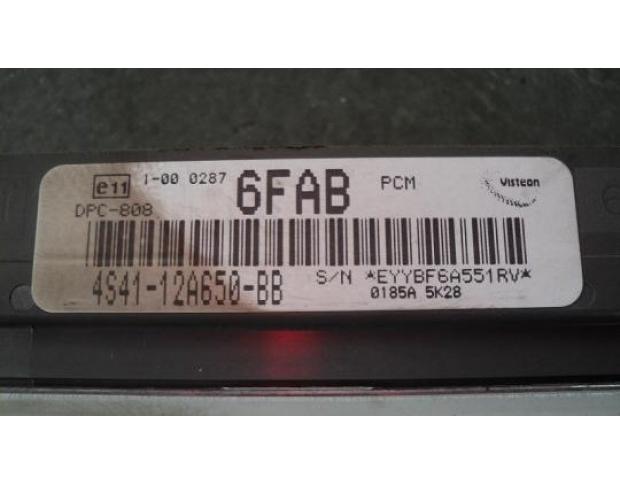 e11 1-00 0287 6FAB PCM Visteon
DPC-808
4S41-12A650-BB S/N *EYYBF6A551RV*
0185A 5K28